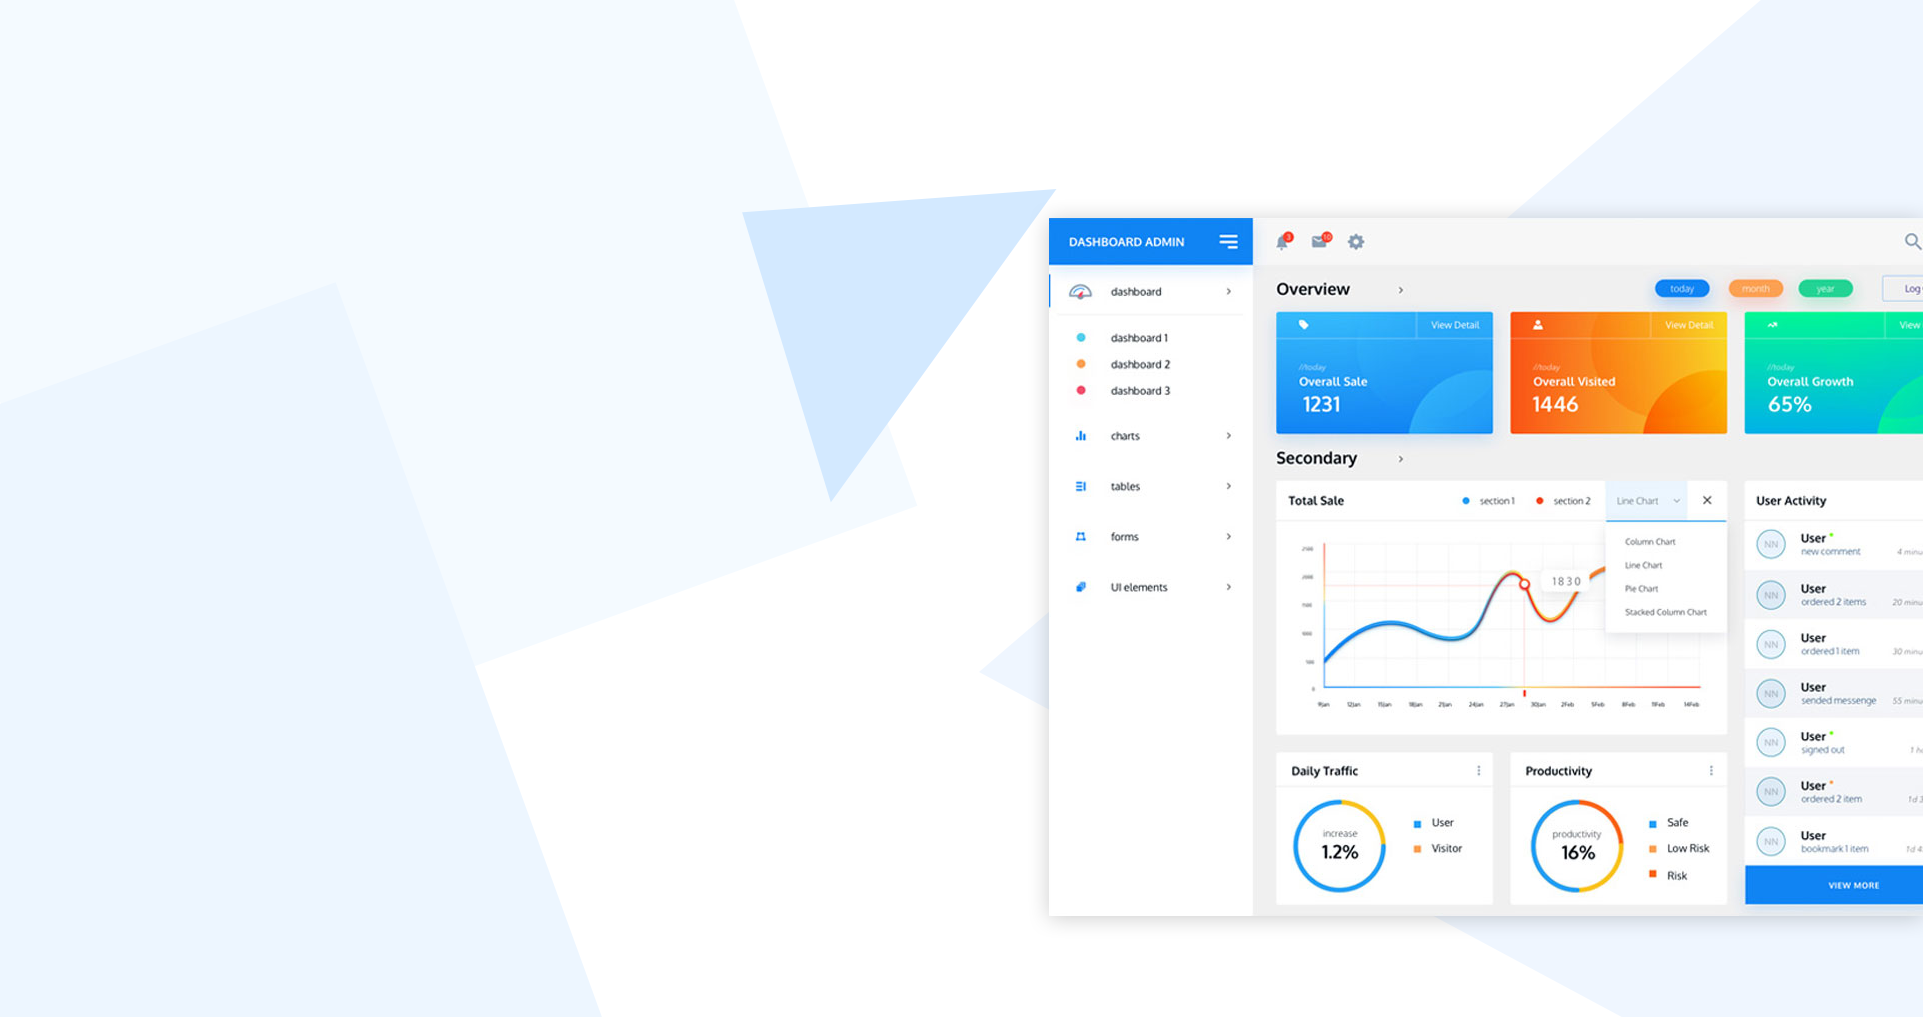 DASHBOARD ADMIN
3
10
dashboard
dashboard 1
dashboard 2
dashboard 3
charts
tables
forms
UI elements
Overview
today
month
year
Log
View Detail
//today
Overall Sale
1231
View Detail
//today
Overall Visited
1446
View
//today
Overall Growth
65%
Secondary
Total Sale
section 1
section 2
Line Chart
Column Chart
Line Chart
Pie Chart
Stacked Column Chart
1830
2000
1500
1000
500
0
9Jan 12Jan 15Jan 18Jan 21Jan 24Jan 27Jan 30Jan 2Feb 5Feb 8Feb 11Feb 14Feb
User Activity
NN
User
new comment
4 minu
NN
User
ordered 2 items
20 minu
NN
User
ordered 1 item
30 minu
NN
User
sended messenge
55 minu
NN
User
signed out
1 h
NN
User
ordered 2 item
1d 3
NN
User
bookmark 1 item
1d 4
VIEW MORE
Daily Traffic
increase
1.2%
User
Visitor
Productivity
productivity
16%
Safe
Low Risk
Risk